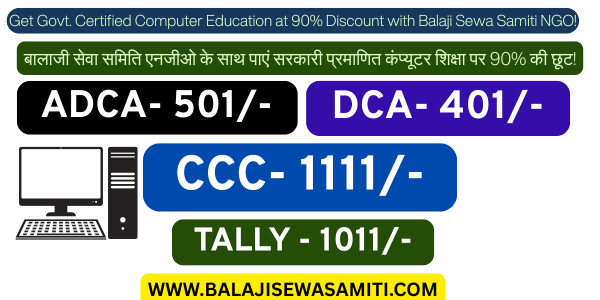 Get Govt. Certified Computer Education at 90% Discount with Balaji Sewa Samiti NGO!
बालाजी सेवा समिति एनजीओ के साथ पाएं सरकारी प्रमाणित कंप्यूटर शिक्षा पर 90% की छूट!
ADCA- 501/-
DCA- 401/-
CCC- 1111/-
TALLY - 1011/-
WWW.BALAJISEWASAMITI.COM